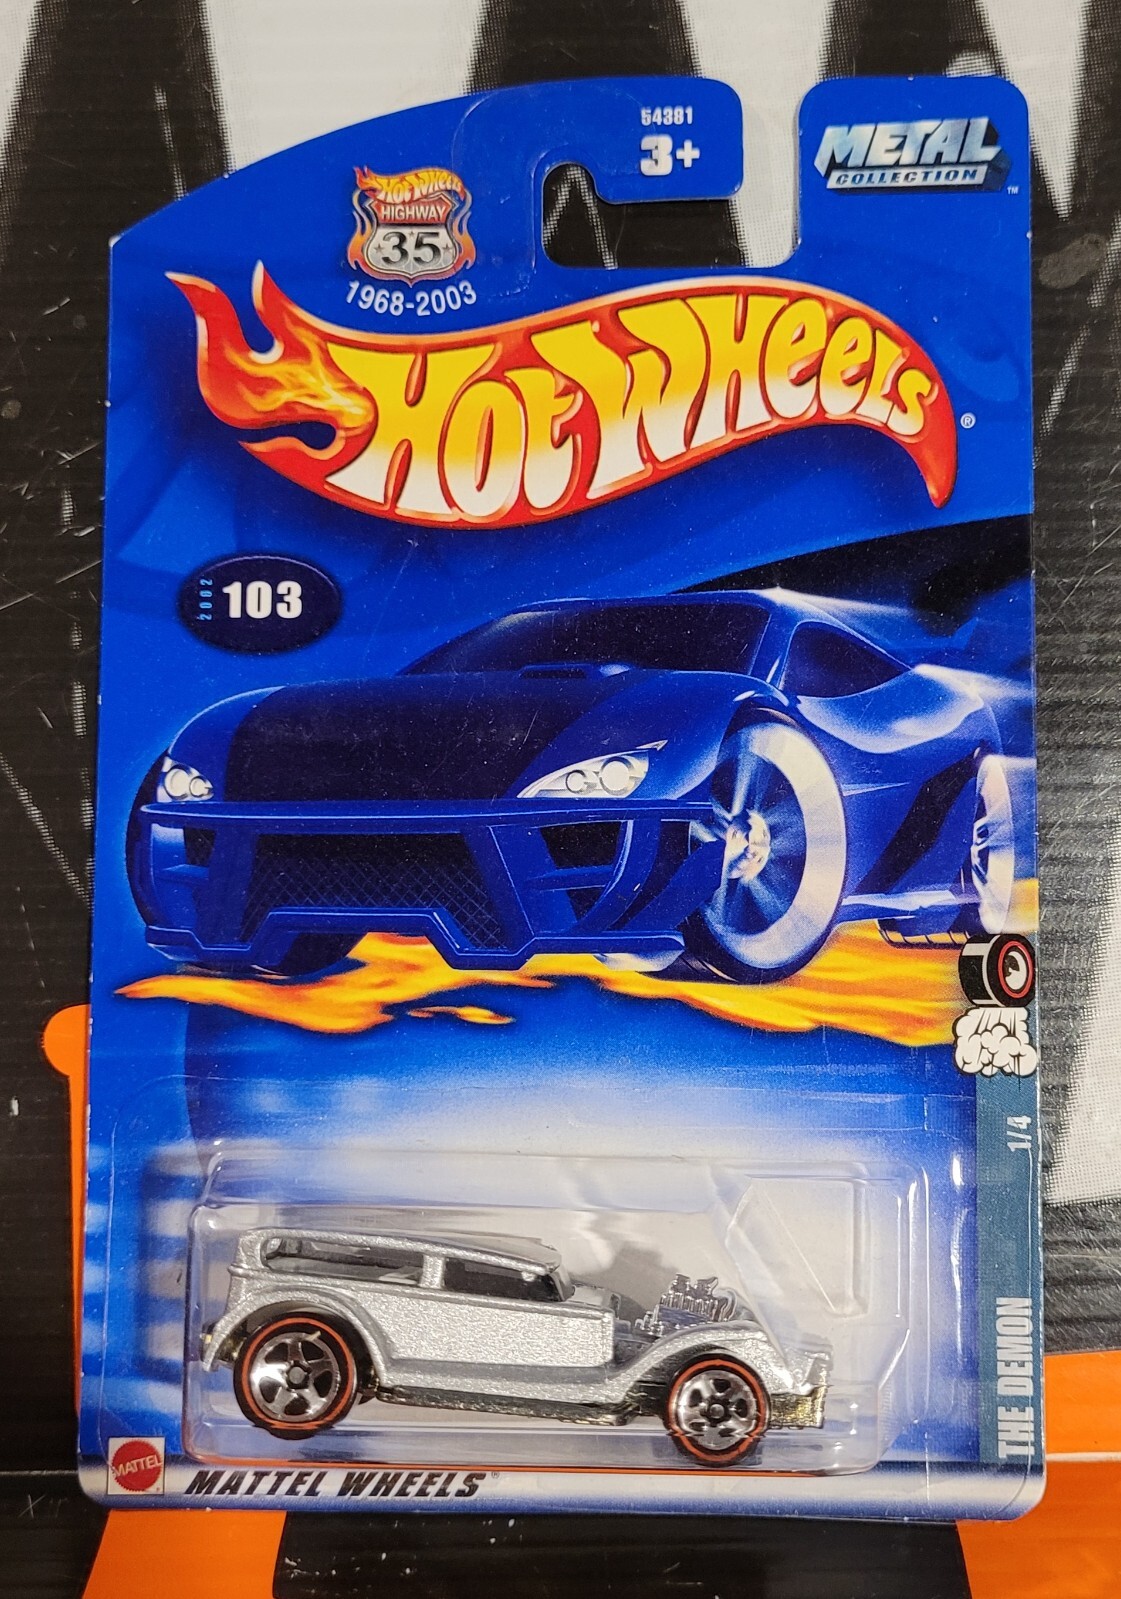 54381
3+
METAL
COLLECTION
TM
HOT WHEELS
HIGHWAY
35
1968-2003
HOT WHEELS
®
2002
103
1/4
THE DEMON
MATTEL
®
MATTEL WHEELS®